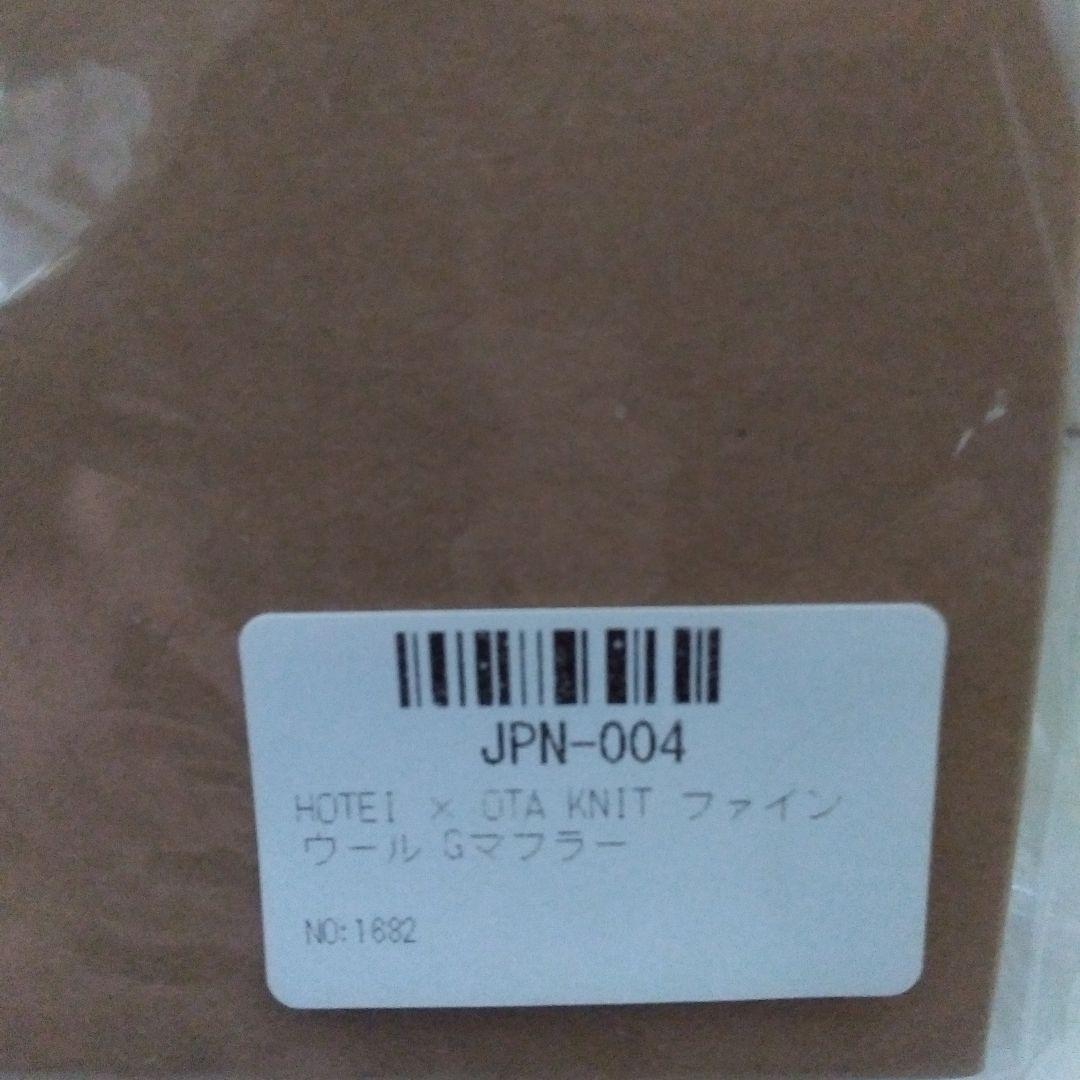 JPN-004
HOTEI × OTA KNIT ファイン
ウール Gマフラー
NO:1682